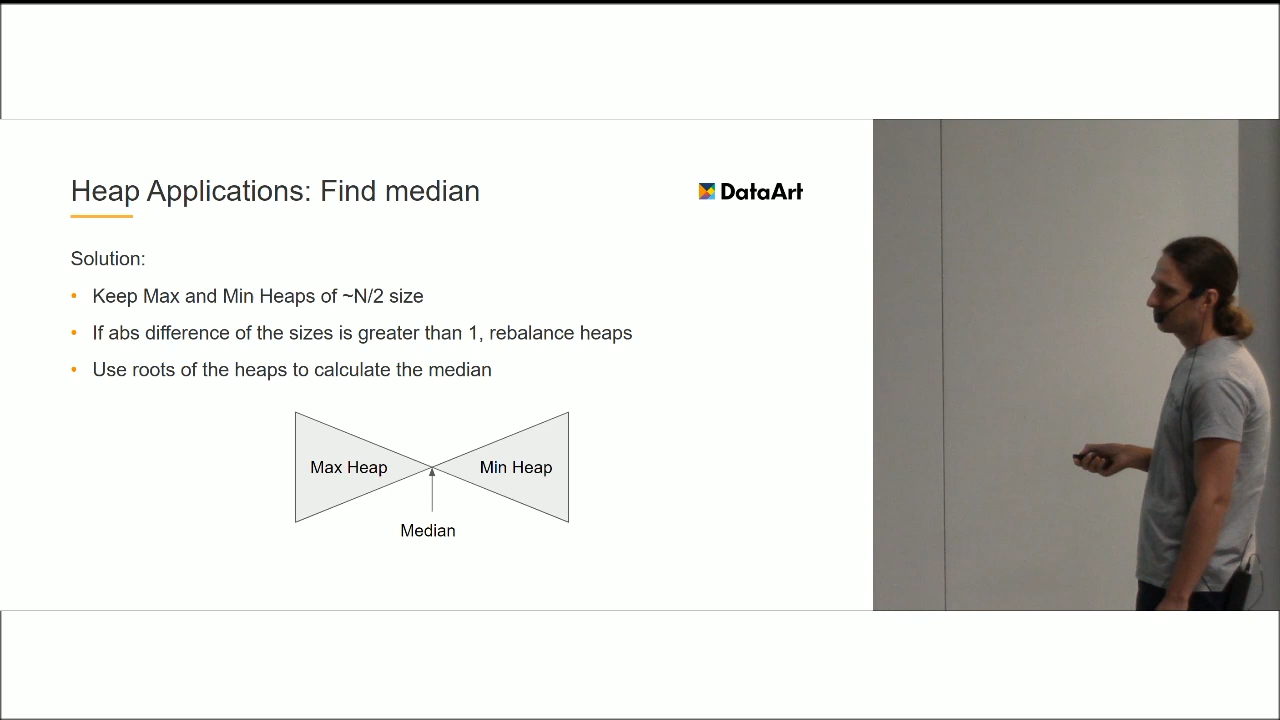 Heap Applications: Find median
DataArt
Solution:
• Keep Max and Min Heaps of ~N/2 size
• If abs difference of the sizes is greater than 1, rebalance heaps
• Use roots of the heaps to calculate the median
Max Heap
Min Heap
Median